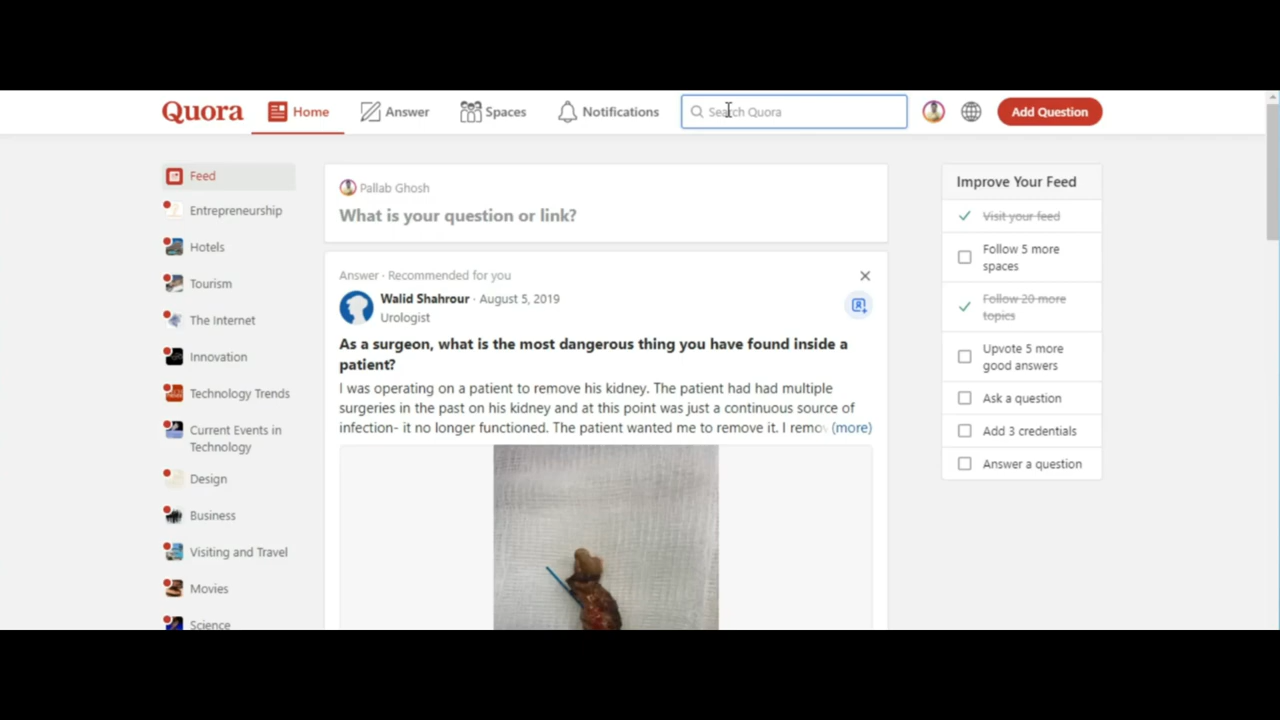 Quora
Home
Answer
Spaces
Notifications
Search Quora
Add Question
Feed
Entrepreneurship
Hotels
Tourism
The Internet
Innovation
Technology Trends
Current Events in
Technology
Design
Business
Visiting and Travel
Movies
Science
Pallab Ghosh
What is your question or link?
Answer · Recommended for you
Walid Shahrour · August 5, 2019
Urologist
As a surgeon, what is the most dangerous thing you have found inside a
patient?
I was operating on a patient to remove his kidney. The patient had had multiple
surgeries in the past on his kidney and at this point was just a continuous source of
infection- it no longer functioned. The patient wanted me to remove it. I remov (more)
Improve Your Feed
Visit your feed
Follow 5 more
spaces
Follow 20 more
topics
Upvote 5 more
good answers
Ask a question
Add 3 credentials
Answer a question